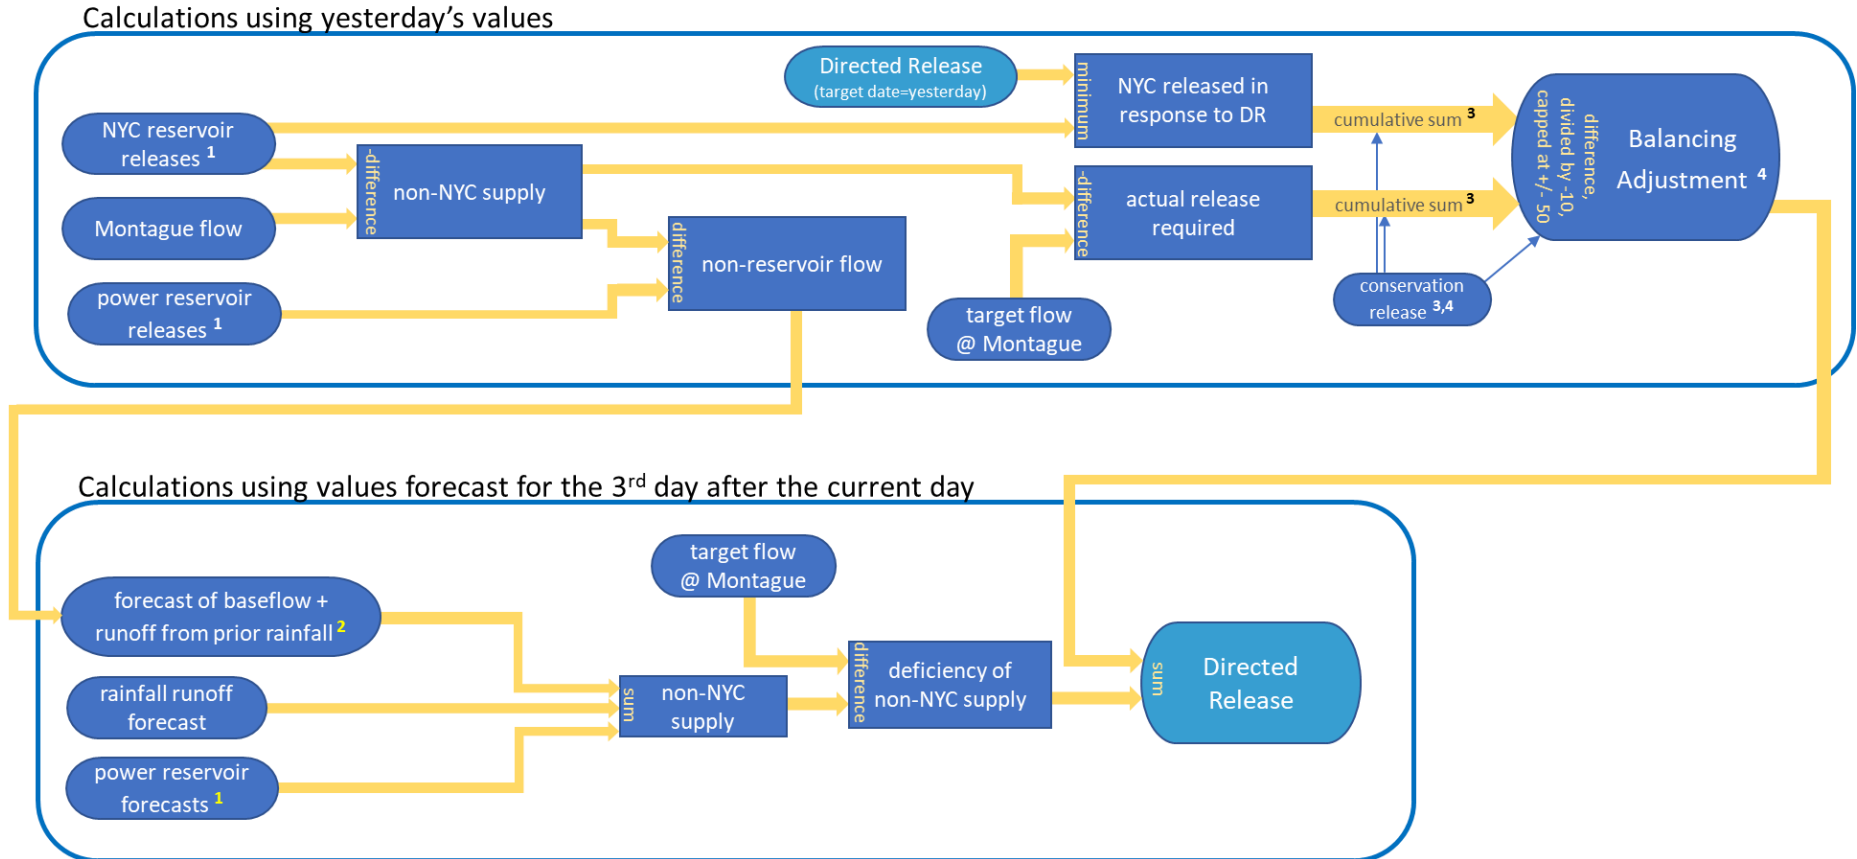 Calculations using yesterday’s values
Directed Release
(target date=yesterday)
minimum
NYC released in
response to DR
cumulative sum 3
difference,
divided by -10,
capped at +/- 50
Balancing
Adjustment 4
NYC reservoir
releases 1
-difference
non-NYC supply
Montague flow
-difference
actual release
required
cumulative sum 3
difference
non-reservoir flow
power reservoir
releases 1
target flow
@ Montague
conservation
release 3,4
Calculations using values forecast for the 3rd day after the current day
target flow
@ Montague
forecast of baseflow +
runoff from prior rainfall 2
rainfall runoff
forecast
power reservoir
forecasts 1
sum
non-NYC
supply
difference
deficiency of
non-NYC supply
sum
Directed
Release